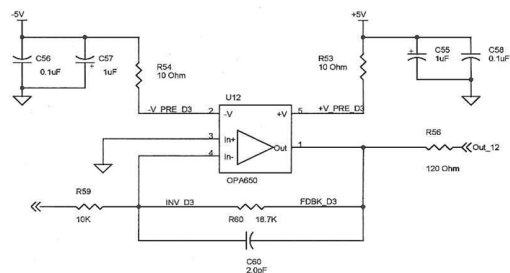 -5V
+5V
C56
0.1uF
C57
1uF
R54
10 Ohm
R53
10 Ohm
C55
1uF
C58
0.1uF
U12
-V_PRE_D3
2
-V
+V
5
+V_PRE_D3
3
In+
4
In-
Out
1
OPA650
R56
120 Ohm
Out_12
R59
10K
INV_D3
R60
18.7K
FDBK_D3
C60
2.0pF